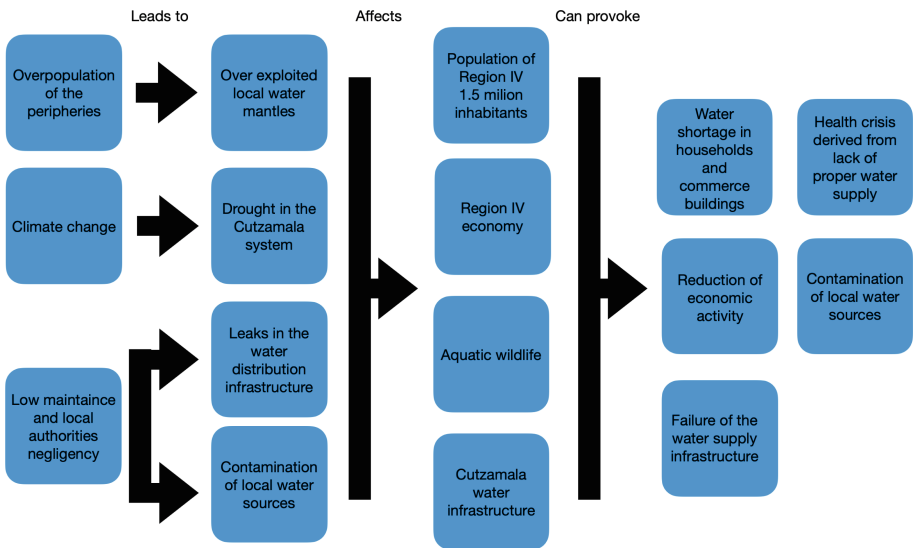 Leads to
Affects
Can provoke
Overpopulation
of the
peripheries
Over exploited
local water
mantles
Population of
Region IV
1.5 milion
inhabitants
Water
shortage in
households
and
commerce
buildings
Health crisis
derived from
lack of
proper water
supply
Climate change
Drought in the
Cutzamala
system
Region IV
economy
Reduction of
economic
activity
Contamination
of local water
sources
Leaks in the
water
distribution
infrastructure
Aquatic wildlife
Low maintaince
and local
authorities
negligency
Contamination
of local water
sources
Cutzamala
water
infrastructure
Failure of the
water supply
infrastructure